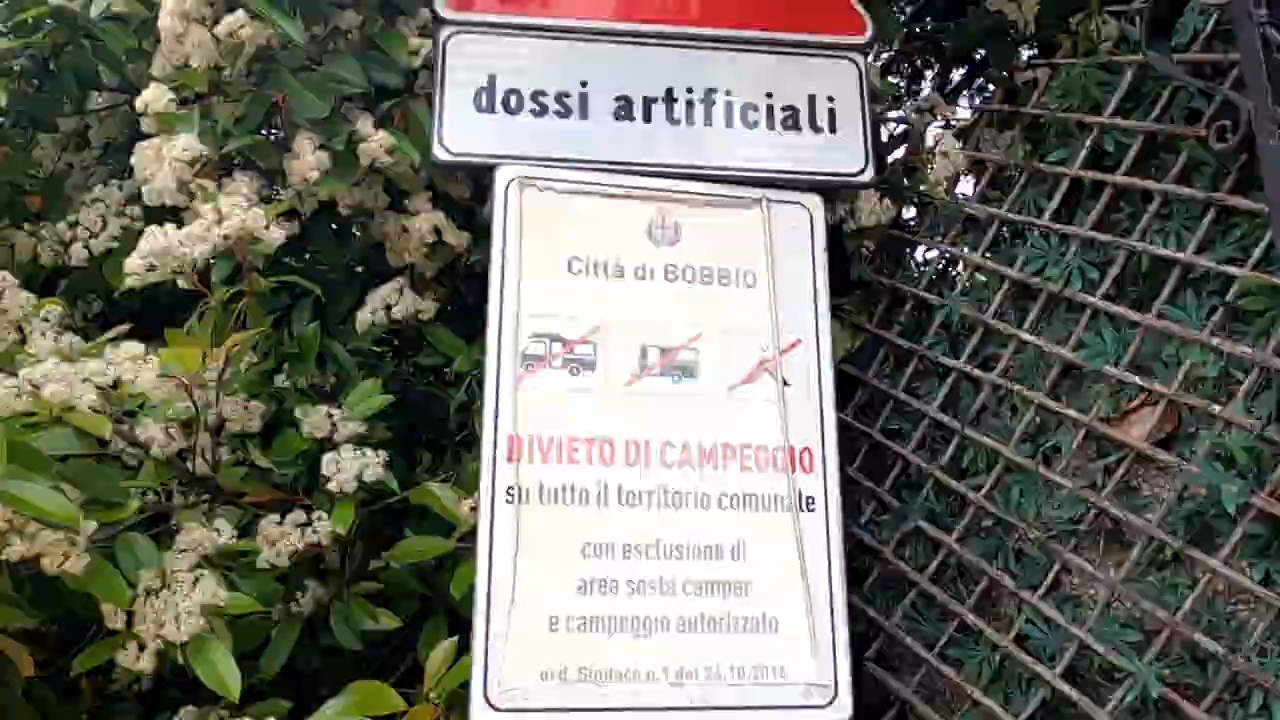 dossi artificiali
Città di BOBBIO
DIVIETO DI CAMPEGGIO
su tutto il territorio comunale
con esclusione di
area sosta camper
e campeggio autorizzato
ord. Sindaco n.1 del 24.10.2016